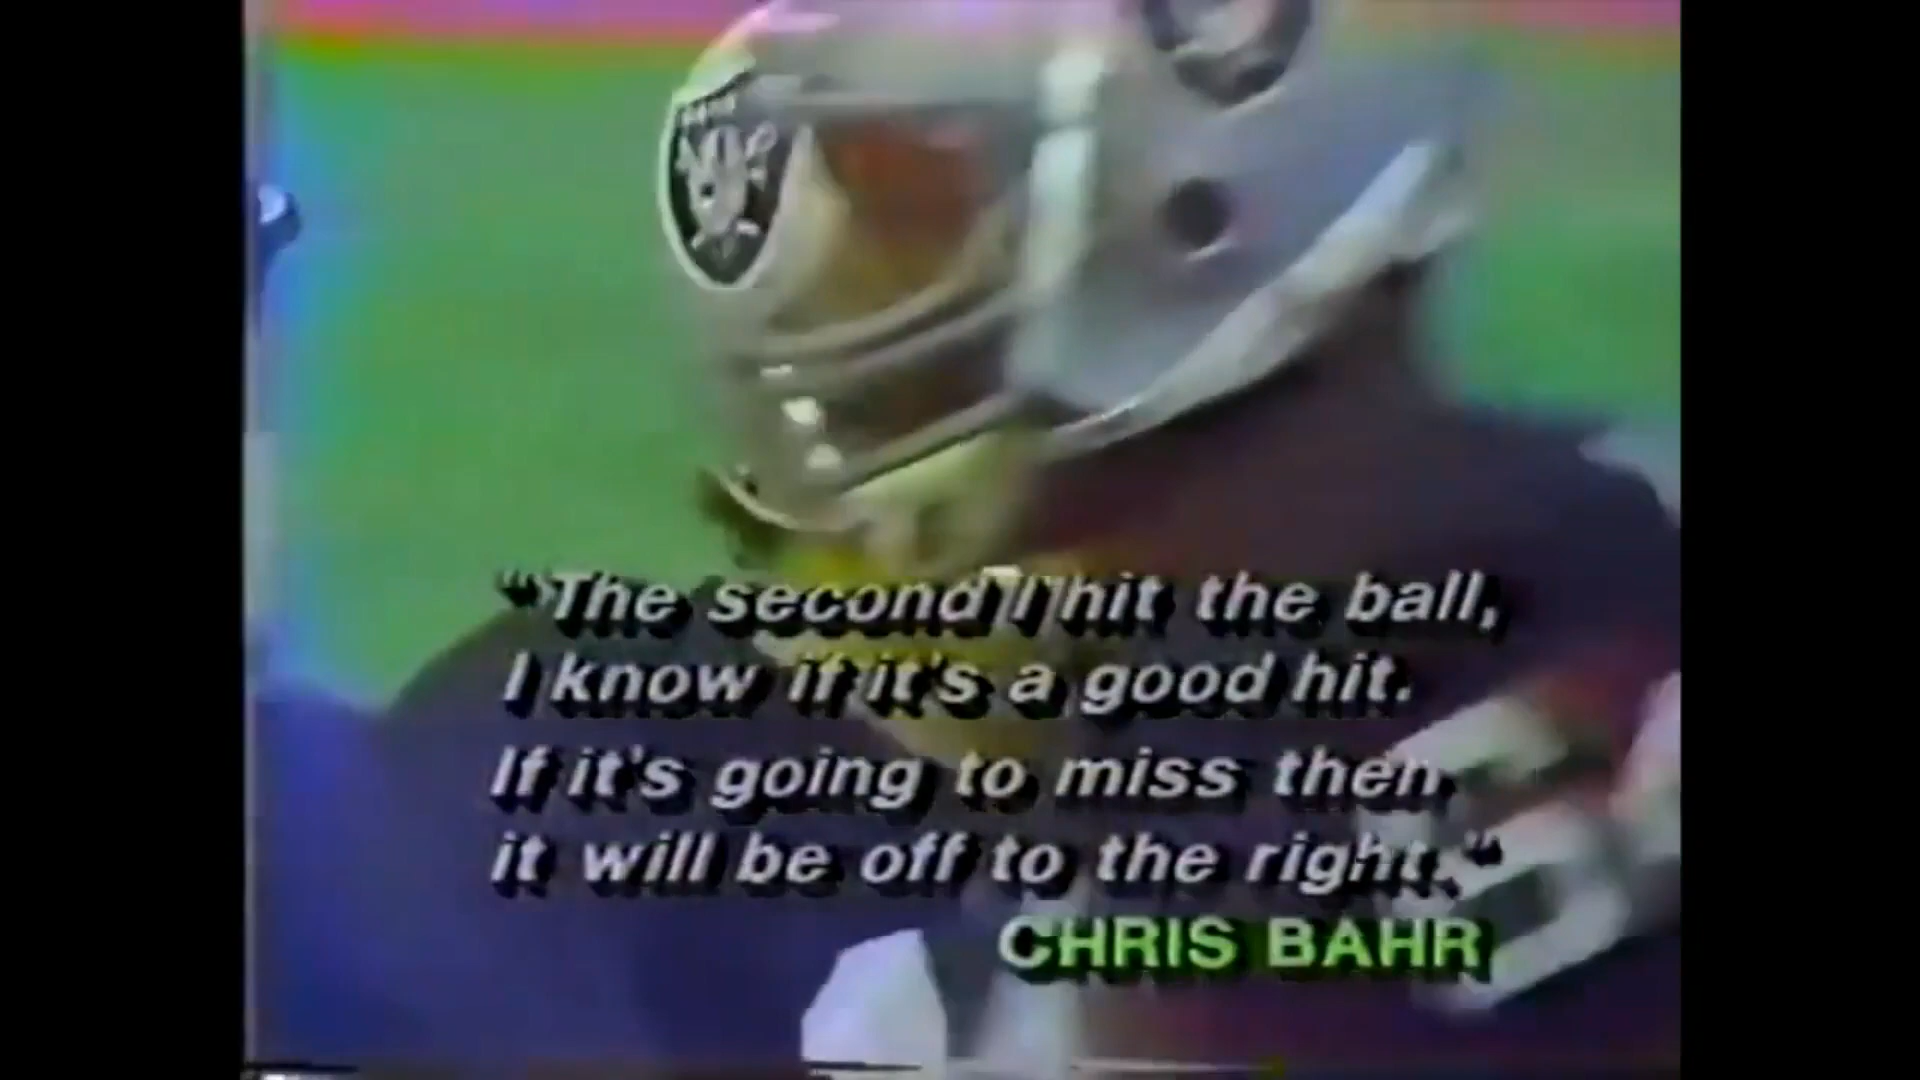 “The second I hit the ball,
I know if it's a good hit.
If it's going to miss then
it will be off to the right.“
CHRIS BAHR